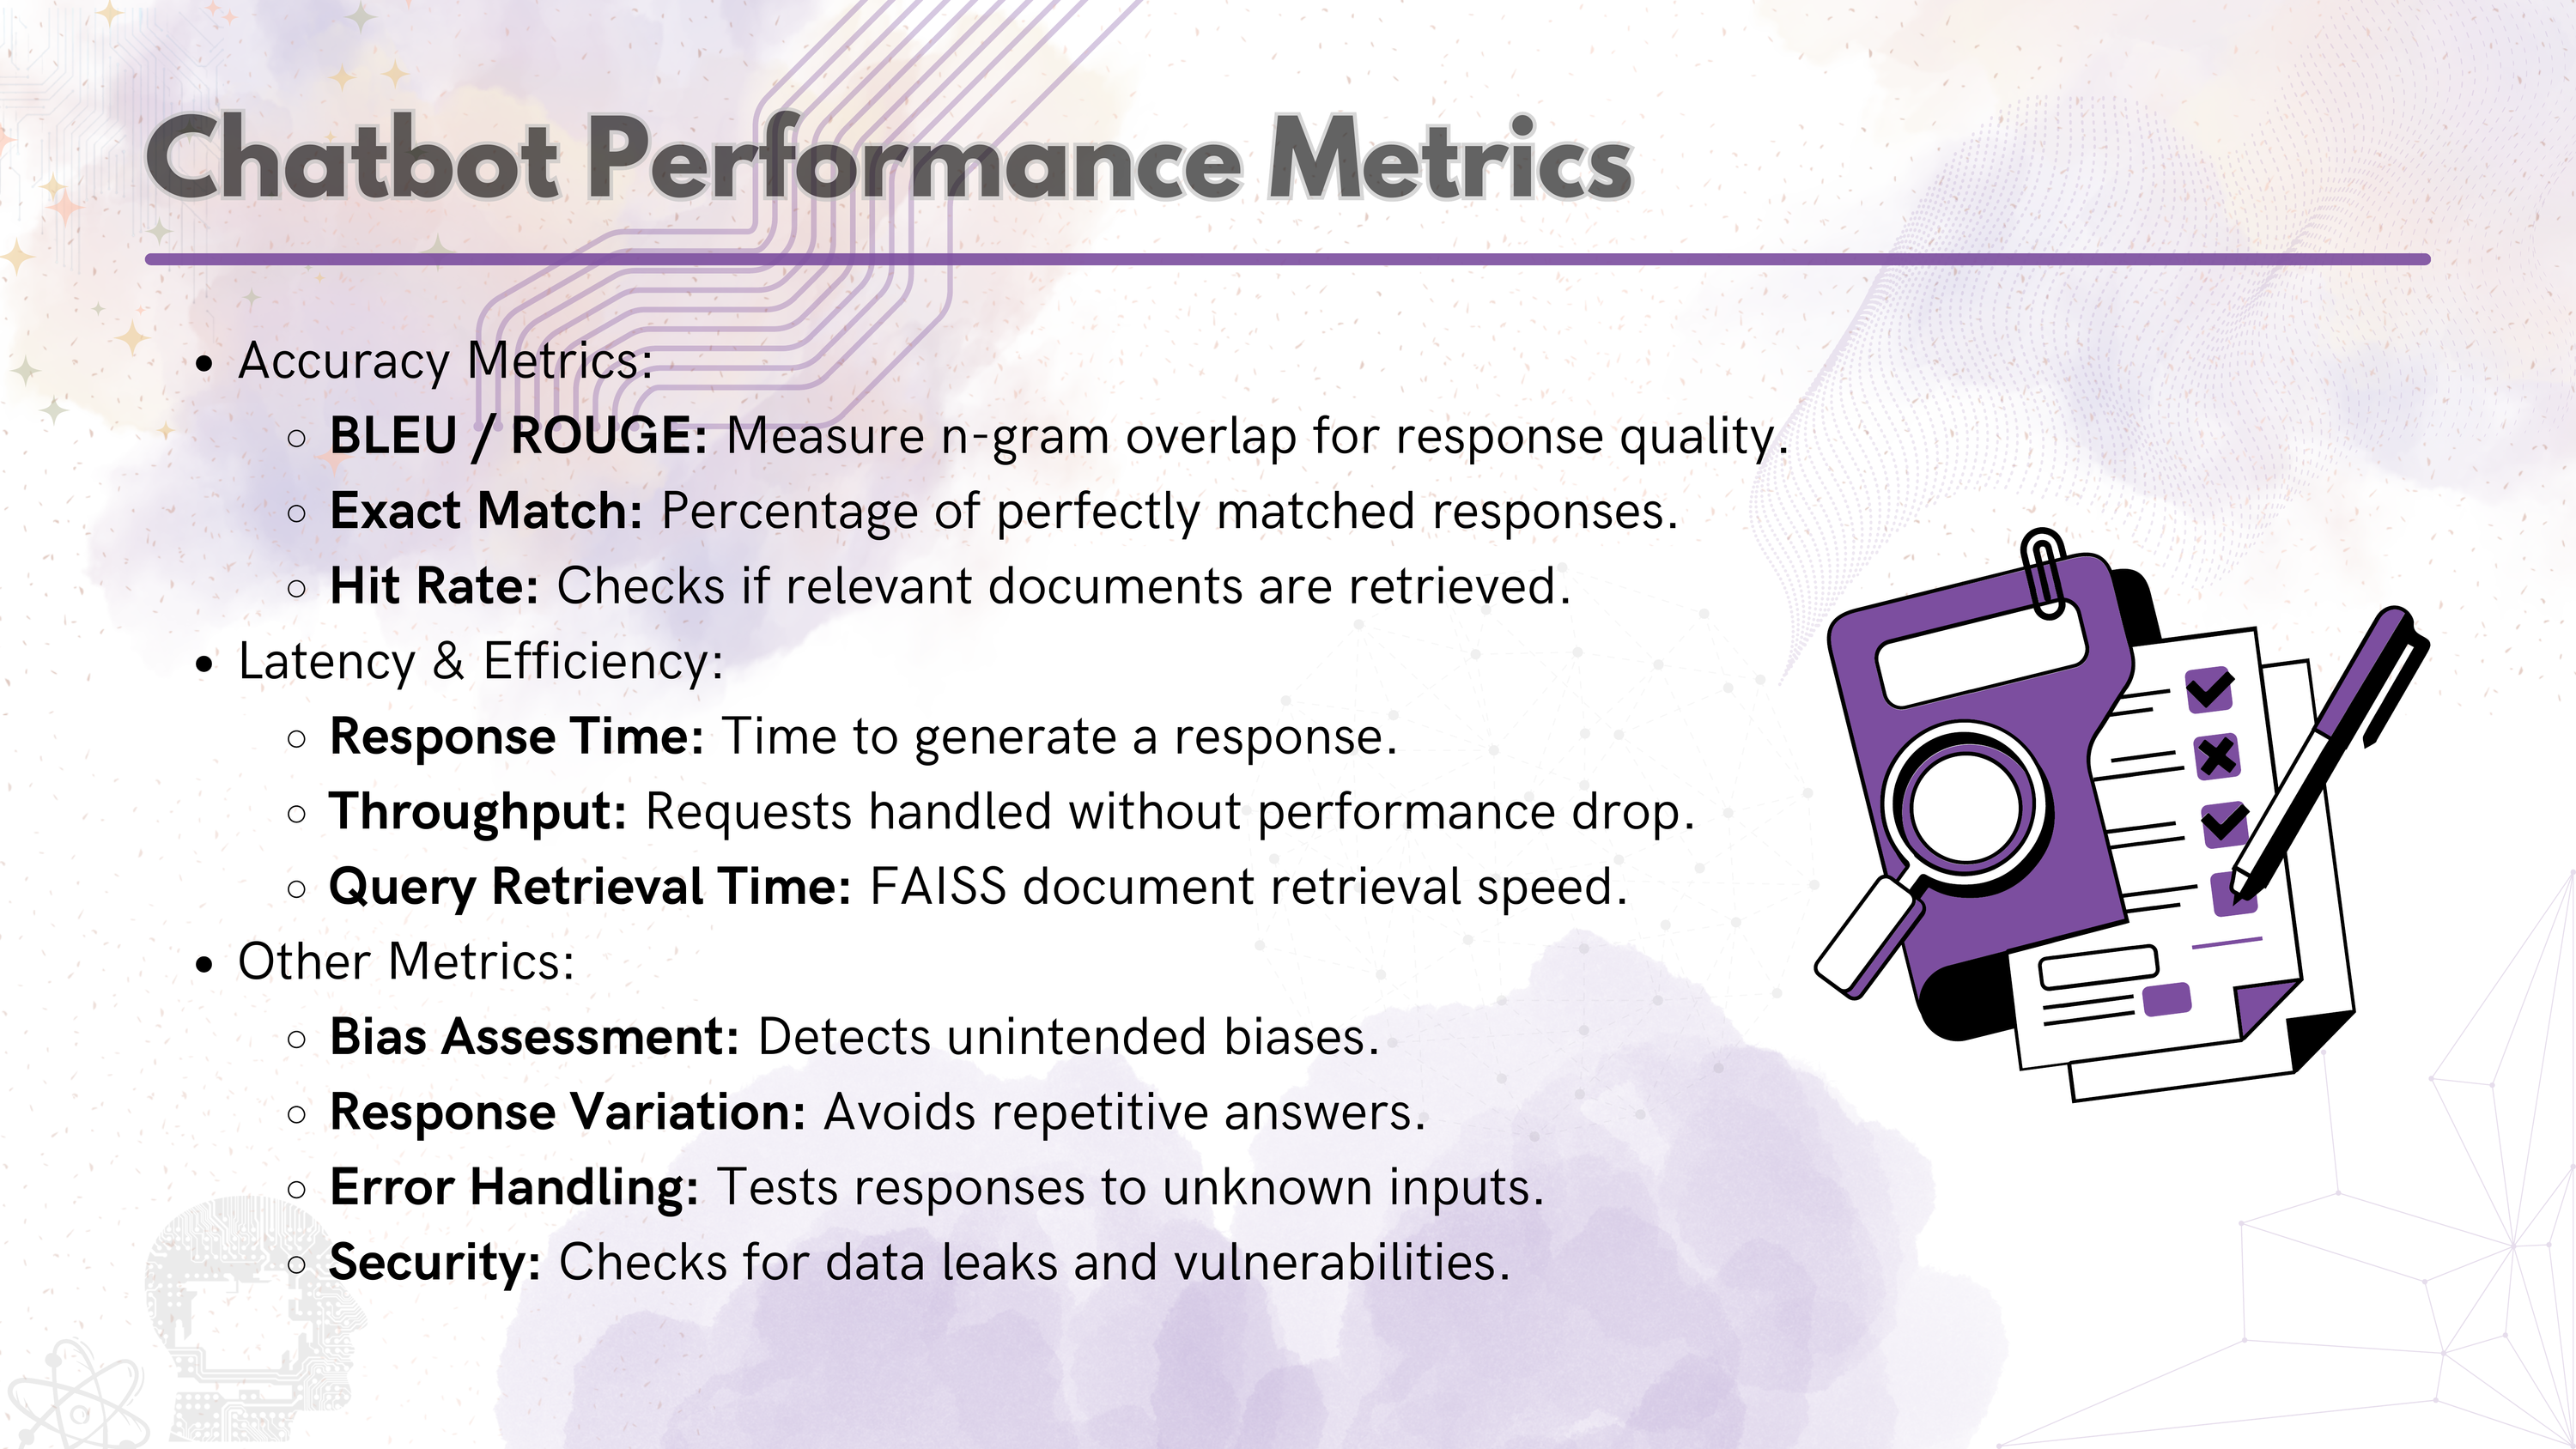 Chatbot Performance Metrics
• Accuracy Metrics:
○ BLEU / ROUGE: Measure n-gram overlap for response quality.
○ Exact Match: Percentage of perfectly matched responses.
○ Hit Rate: Checks if relevant documents are retrieved.
• Latency & Efficiency:
○ Response Time: Time to generate a response.
○ Throughput: Requests handled without performance drop.
○ Query Retrieval Time: FAISS document retrieval speed.
• Other Metrics:
○ Bias Assessment: Detects unintended biases.
○ Response Variation: Avoids repetitive answers.
○ Error Handling: Tests responses to unknown inputs.
○ Security: Checks for data leaks and vulnerabilities.